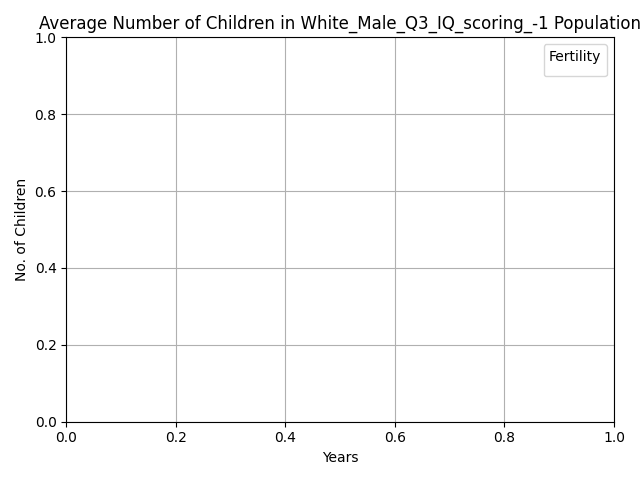 Average Number of Children in White_Male_Q3_IQ_scoring_-1 Population
Fertility
No. of Children
1.0
0.8
0.6
0.4
0.2
0.0
0.0 0.2 0.4 0.6 0.8 1.0
Years